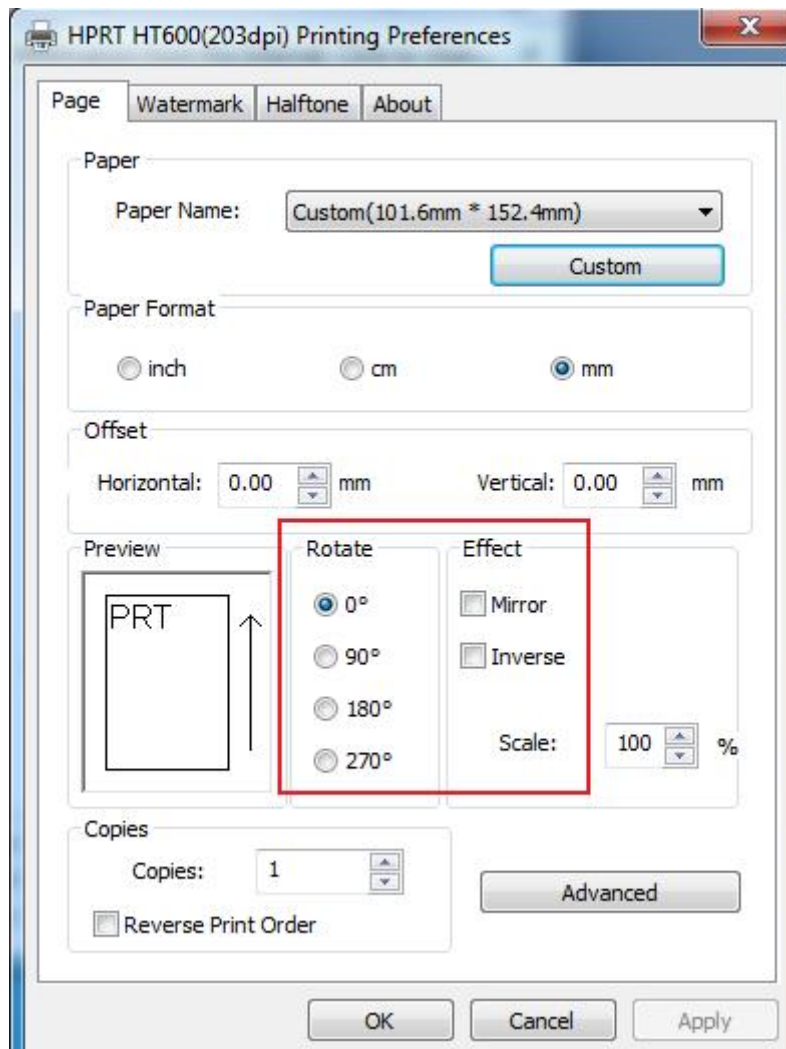 HPRT HT600(203dpi) Printing Preferences
Page Watermark Halftone About
Paper
Paper Name: Custom(101.6mm * 152.4mm)
Custom
Paper Format
inch cm mm
Offset
Horizontal: 0.00 mm Vertical: 0.00 mm
Preview Rotate Effect
PRT 0° Mirror
90° Inverse
180°
Scale: 100 %
270°
Copies
Copies: 1
Advanced
Reverse Print Order
OK Cancel Apply